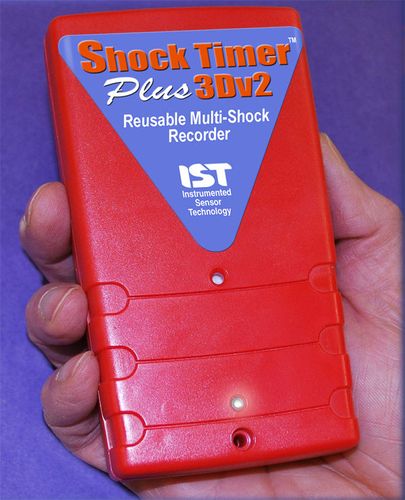 Shock Timer™
Plus 3Dv2
Reusable Multi-Shock
Recorder
IST
Instrumented
Sensor
Technology